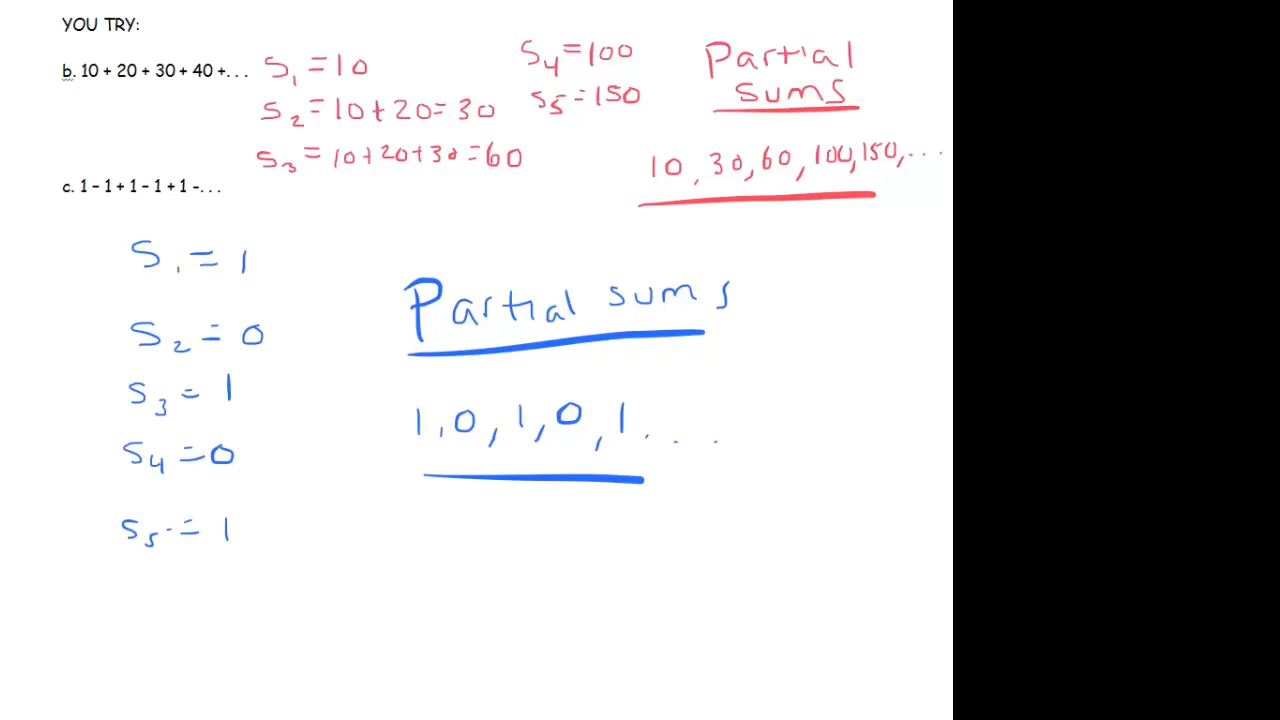 YOU TRY:
b. 10 + 20 + 30 + 40 +. . .
S1 = 10
S2 = 10 + 20 = 30
S3 = 10+20+30 = 60
S4 = 100
S5 = 150
Partial
sums
10, 30, 60, 100, 150, ...
c. 1 - 1 + 1 - 1 + 1 -. . .
S1 = 1
S2 = 0
S3 = 1
S4 = 0
S5 = 1
Partial sums
1, 0, 1, 0, 1 . . .